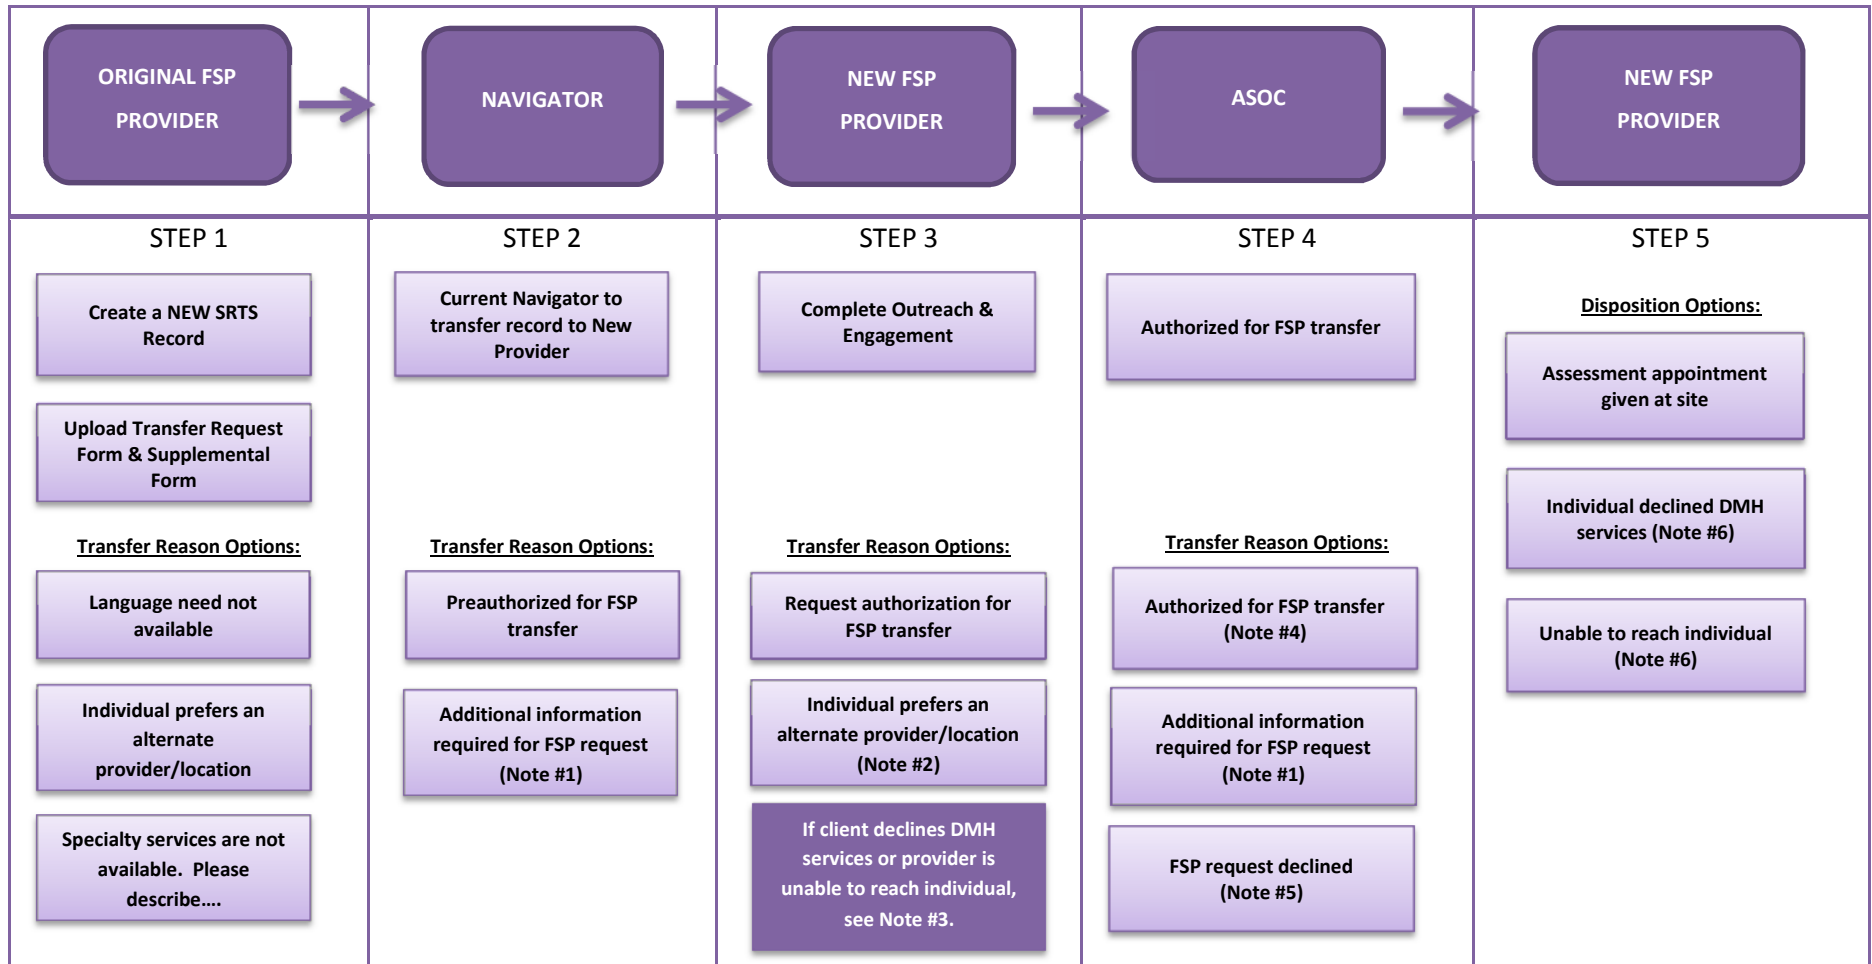 ORIGINAL FSP
PROVIDER
NAVIGATOR
NEW FSP
PROVIDER
ASOC
NEW FSP
PROVIDER
STEP 1
Create a NEW SRTS
Record
Upload Transfer Request
Form & Supplemental
Form
Transfer Reason Options:
Language need not
available
Individual prefers an
alternate
provider/location
Specialty services are not
available.  Please
describe....
STEP 2
Current Navigator to
transfer record to New
Provider
Transfer Reason Options:
Preauthorized for FSP
transfer
Additional information
required for FSP request
(Note #1)
STEP 3
Complete Outreach &
Engagement
Transfer Reason Options:
Request authorization for
FSP transfer
Individual prefers an
alternate provider/location
(Note #2)
If client declines DMH
services or provider is
unable to reach individual,
see Note #3.
STEP 4
Authorized for FSP transfer
Transfer Reason Options:
Authorized for FSP transfer
(Note #4)
Additional information
required for FSP request
(Note #1)
FSP request declined
(Note #5)
STEP 5
Disposition Options:
Assessment appointment
given at site
Individual declined DMH
services (Note #6)
Unable to reach individual
(Note #6)